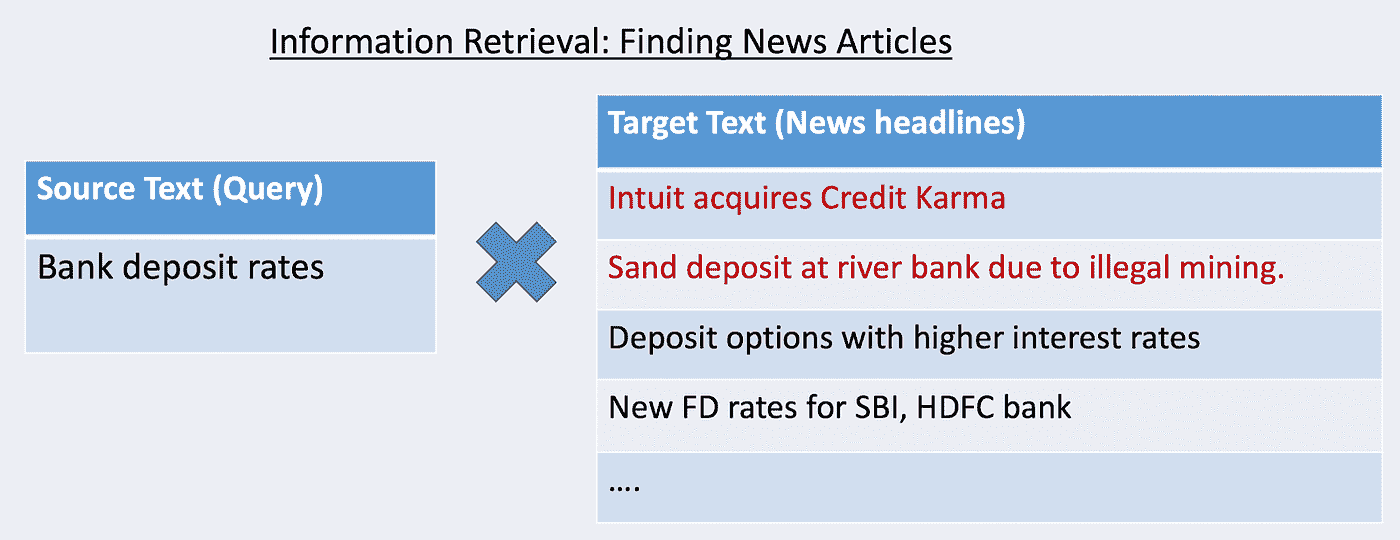 Information Retrieval: Finding News Articles
Source Text (Query)
Bank deposit rates
Target Text (News headlines)
Intuit acquires Credit Karma
Sand deposit at river bank due to illegal mining.
Deposit options with higher interest rates
New FD rates for SBI, HDFC bank
....